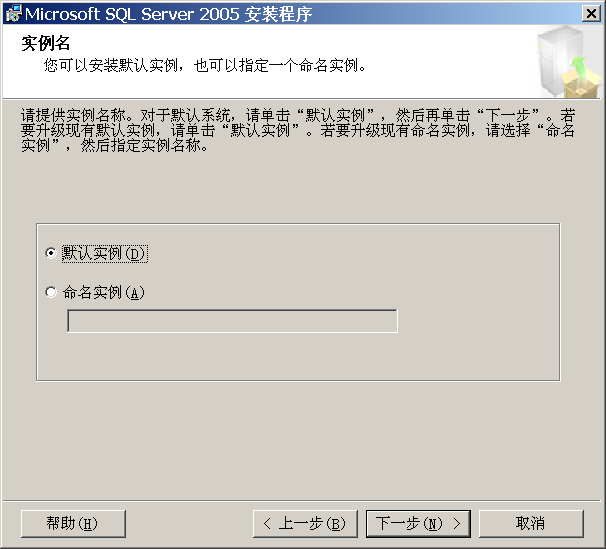 Microsoft SQL Server 2005 安装程序
实例名
您可以安装默认实例，也可以指定一个命名实例。
请提供实例名称。对于默认系统，请单击“默认实例”，然后再单击“下一步”。若
要升级现有默认实例，请单击“默认实例”。若要升级现有命名实例，请选择“命名
实例”，然后指定实例名称。
默认实例(D)
命名实例(A)
帮助(H)
< 上一步(B)
下一步(N) >
取消